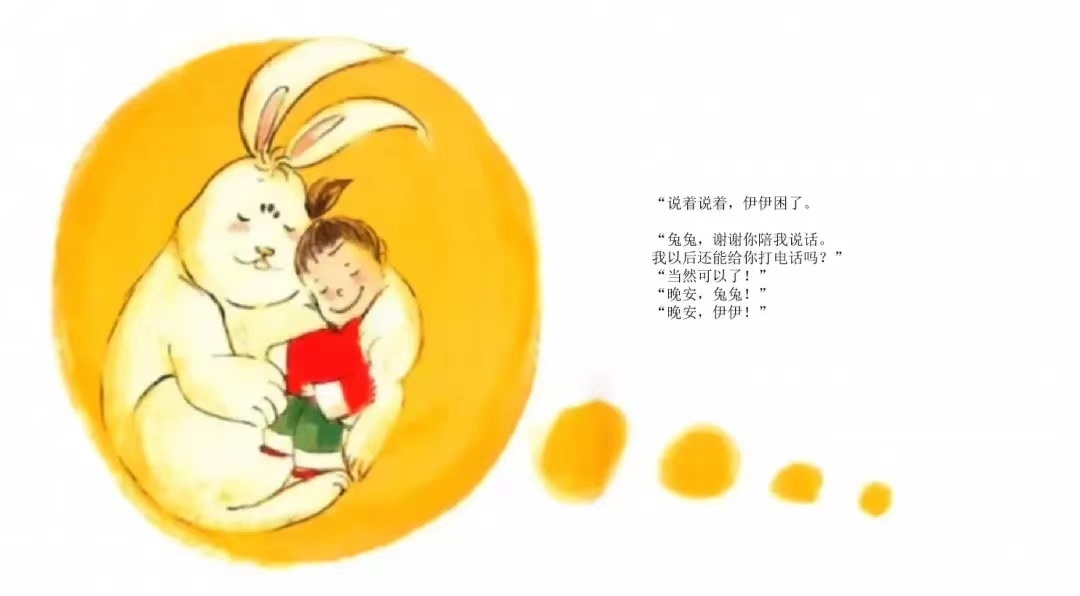 “说着说着，伊伊困了。
“兔兔，谢谢你陪我说话。
我以后还能给你打电话吗？”
“当然可以了！”
“晚安，兔兔！”
“晚安，伊伊！”